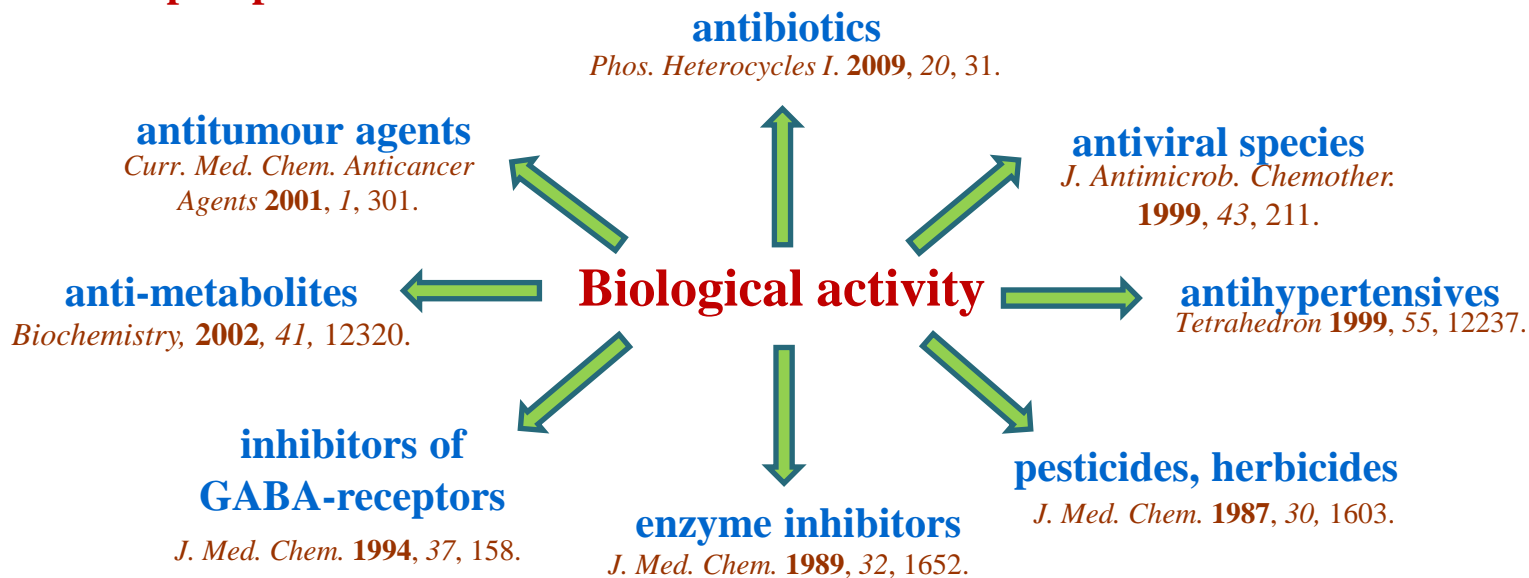 antibiotics
Phos. Heterocycles I. 2009, 20, 31.
antitumour agents
Curr. Med. Chem. Anticancer
Agents 2001, 1, 301.
antiviral species
J. Antimicrob. Chemother.
1999, 43, 211.
anti-metabolites
Biochemistry, 2002, 41, 12320.
Biological activity
antihypertensives
Tetrahedron 1999, 55, 12237.
inhibitors of
GABA-receptors
J. Med. Chem. 1994, 37, 158.
enzyme inhibitors
J. Med. Chem. 1989, 32, 1652.
pesticides, herbicides
J. Med. Chem. 1987, 30, 1603.